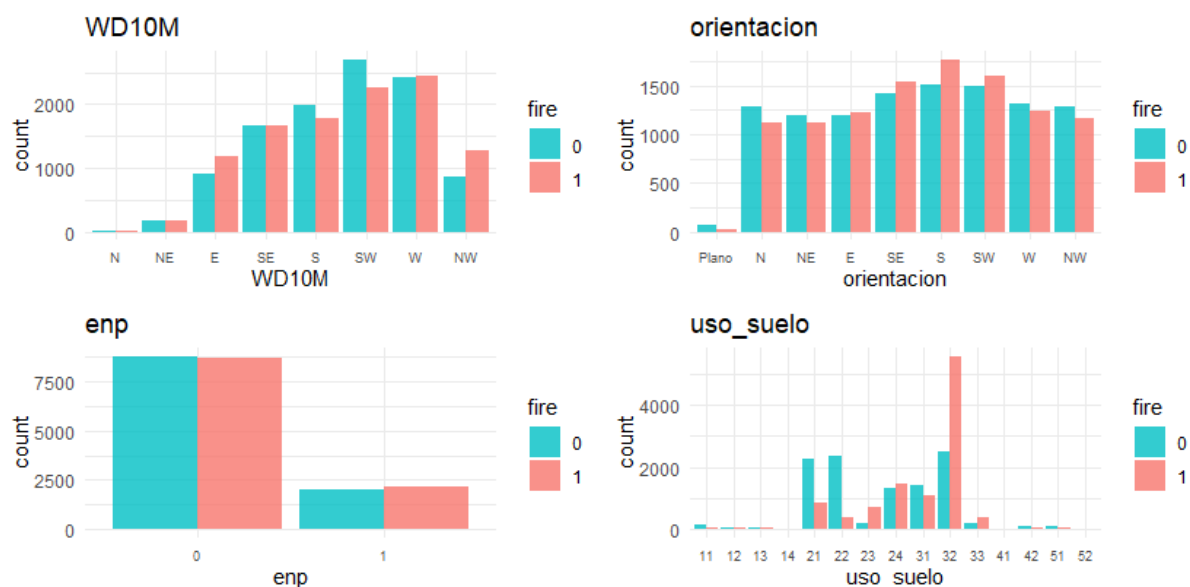 WD10M
count
2000
1000
0
N NE E SE S SW W NW
WD10M
fire
0
1
orientacion
count
1500
1000
500
0
Plano N NE E SE S SW W NW
orientacion
fire
0
1
enp
count
7500
5000
2500
0
0 1
enp
fire
0
1
uso_suelo
count
4000
2000
0
11 12 13 14 21 22 23 24 31 32 33 41 42 51 52
uso_suelo
fire
0
1